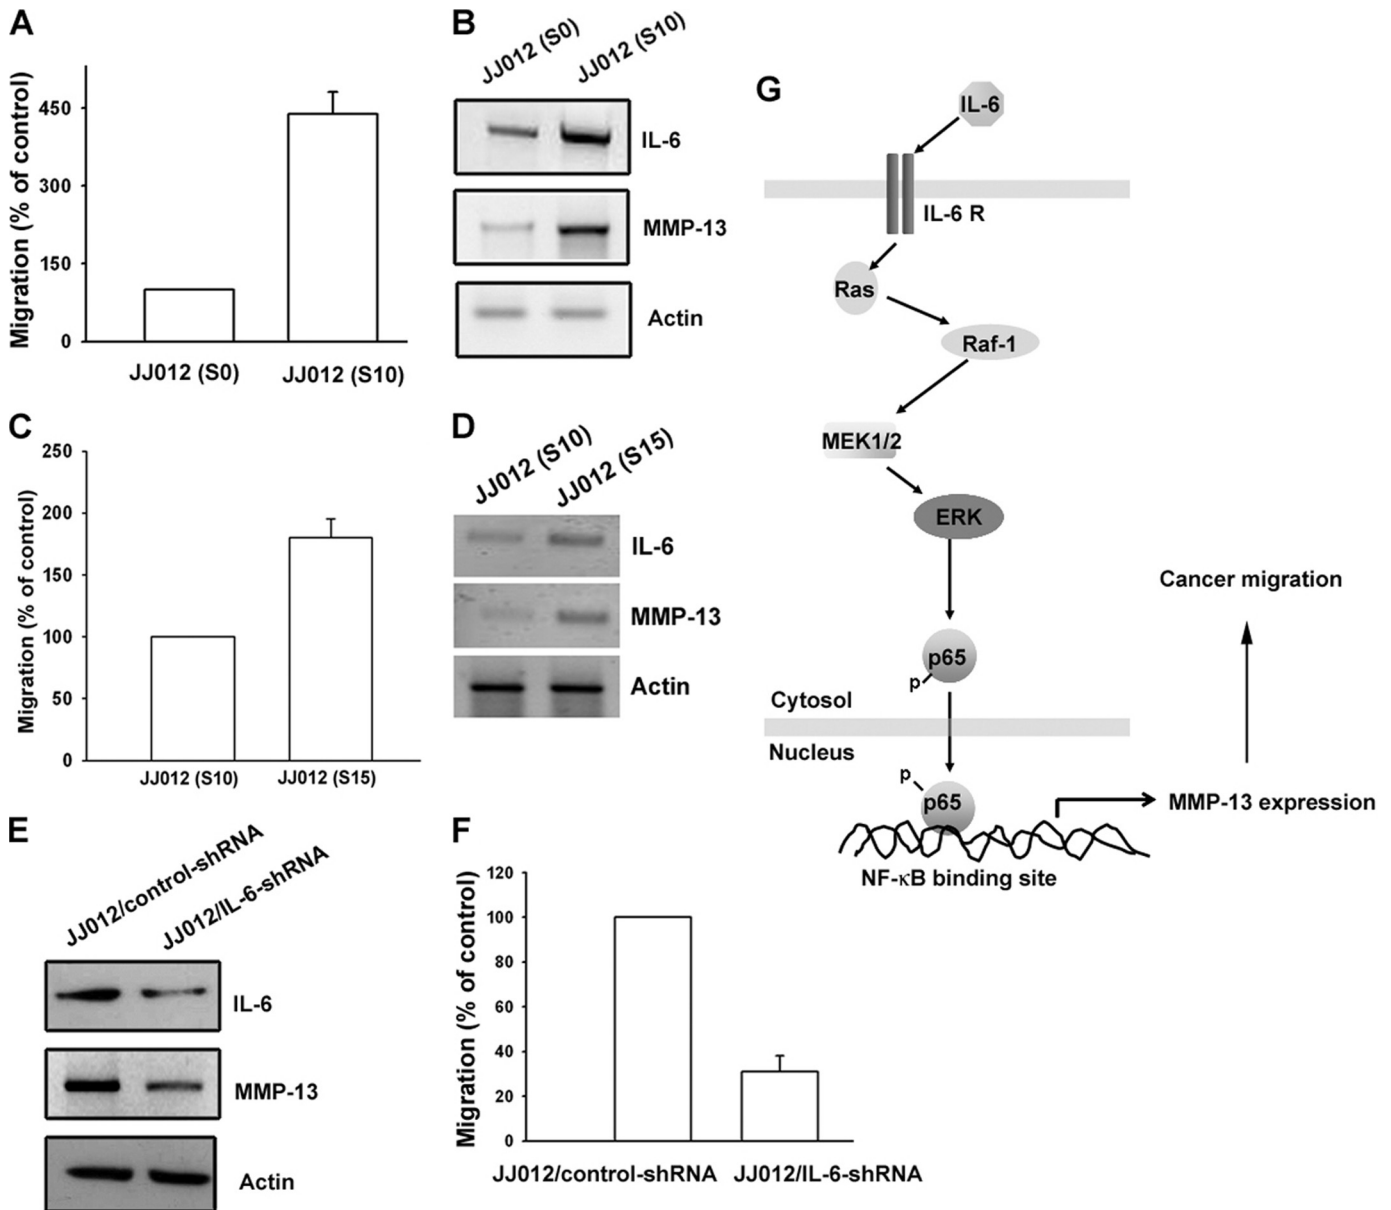 A
Migration (% of control)
450
300
150
0
JJ012 (S0)
JJ012 (S10)
B
JJ012 (S0)
JJ012 (S10)
IL-6
MMP-13
Actin
C
Migration (% of control)
250
200
150
100
50
0
JJ012 (S10)
JJ012 (S15)
D
JJ012 (S10)
JJ012 (S15)
IL-6
MMP-13
Actin
E
JJ012/control-shRNA
JJ012/IL-6-shRNA
IL-6
MMP-13
Actin
F
Migration (% of control)
120
100
80
60
40
20
0
JJ012/control-shRNA
JJ012/IL-6-shRNA
G
IL-6
IL-6 R
Ras
Raf-1
MEK1/2
ERK
p65
p
Cytosol
Nucleus
p
p65
NF-κB binding site
MMP-13 expression
Cancer migration